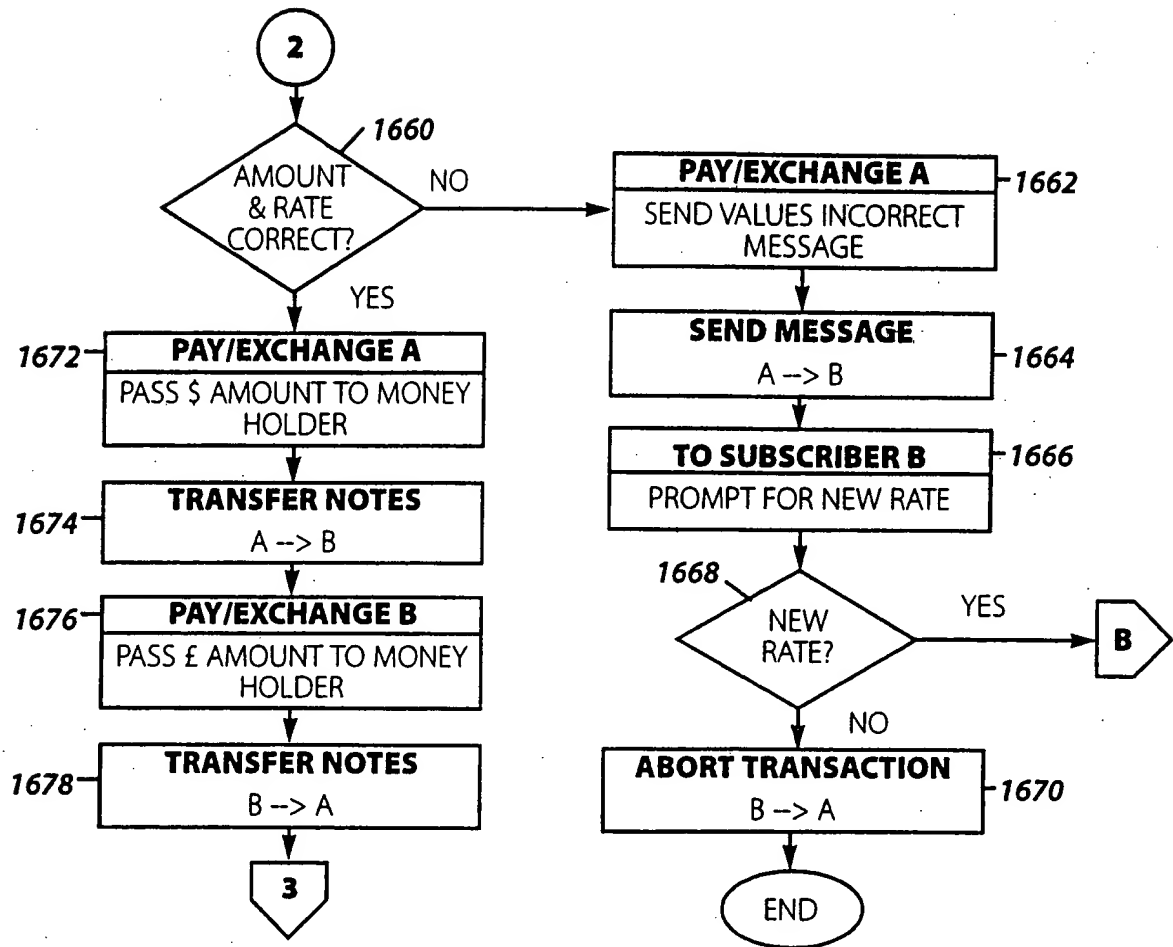 2
1660
AMOUNT
& RATE
CORRECT?
NO
YES
1672
PAY/EXCHANGE A
PASS $ AMOUNT TO MONEY
HOLDER
1674
TRANSFER NOTES
A --> B
1676
PAY/EXCHANGE B
PASS £ AMOUNT TO MONEY
HOLDER
1678
TRANSFER NOTES
B --> A
3
PAY/EXCHANGE A
1662
SEND VALUES INCORRECT
MESSAGE
SEND MESSAGE
1664
A --> B
TO SUBSCRIBER B
1666
PROMPT FOR NEW RATE
1668
NEW
RATE?
YES
B
NO
ABORT TRANSACTION
1670
B --> A
END